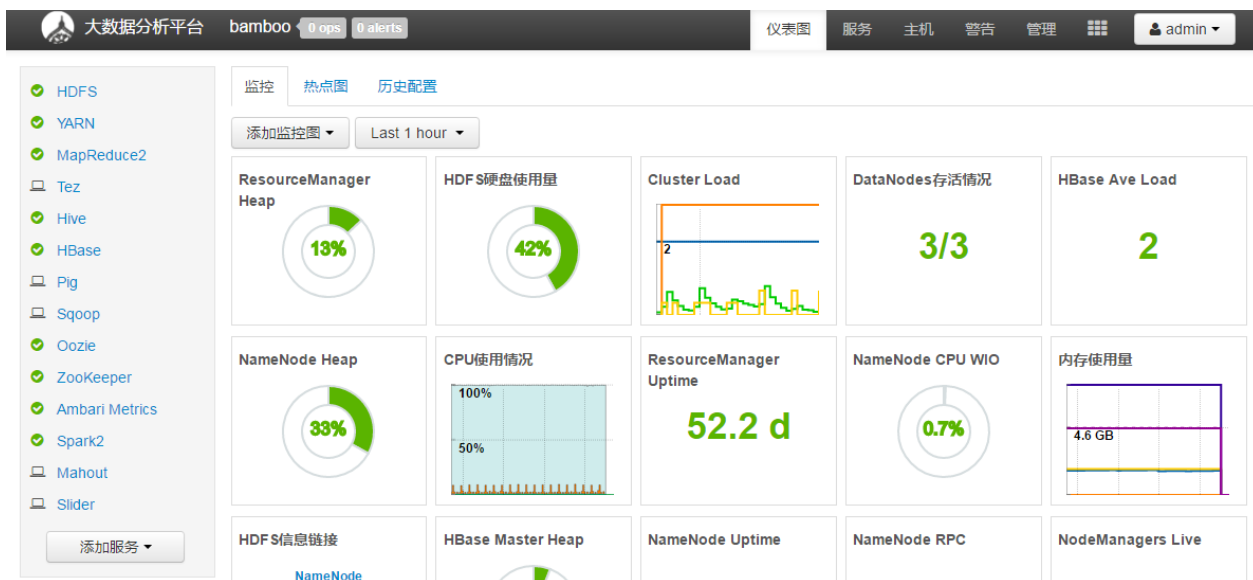 大数据分析平台 bamboo 0 ops 0 alerts 仪表图 服务 主机 警告 管理 admin
HDFS
YARN
MapReduce2
Tez
Hive
HBase
Pig
Sqoop
Oozie
ZooKeeper
Ambari Metrics
Spark2
Mahout
Slider
添加服务
监控 热点图 历史配置
添加监控图 Last 1 hour
ResourceManager
Heap
13%
HDFS硬盘使用量
42%
Cluster Load
2
DataNodes存活情况
3/3
HBase Ave Load
2
NameNode Heap
33%
CPU使用情况
100%
50%
ResourceManager
Uptime
52.2 d
NameNode CPU WIO
0.7%
内存使用量
4.6 GB
HDFS信息链接
NameNode
HBase Master Heap
NameNode Uptime
NameNode RPC
NodeManagers Live